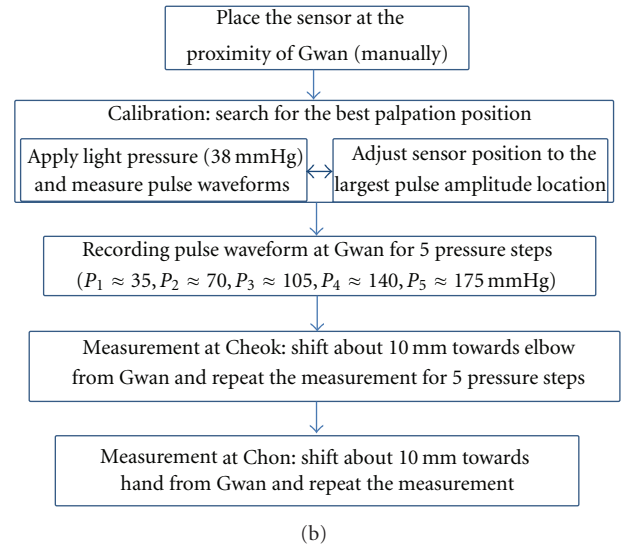 Place the sensor at the
proximity of Gwan (manually)
Calibration: search for the best palpation position
Apply light pressure (38 mmHg)
and measure pulse waveforms
Adjust sensor position to the
largest pulse amplitude location
Recording pulse waveform at Gwan for 5 pressure steps
(P₁ ≈ 35, P₂ ≈ 70, P₃ ≈ 105, P₄ ≈ 140, P₅ ≈ 175 mmHg)
Measurement at Cheok: shift about 10 mm towards elbow
from Gwan and repeat the measurement for 5 pressure steps
Measurement at Chon: shift about 10 mm towards
hand from Gwan and repeat the measurement
(b)